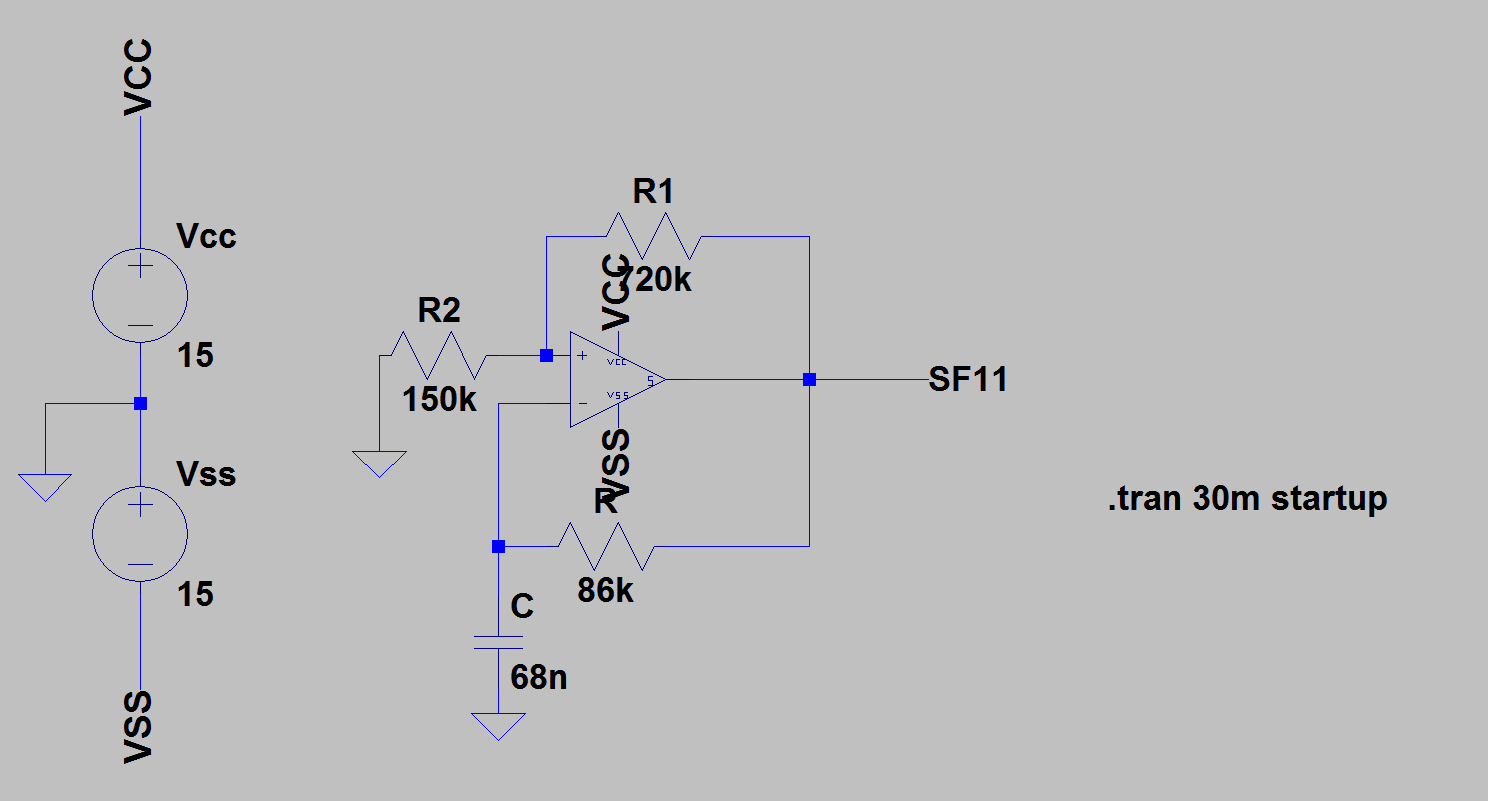 VCC
Vcc
15
Vss
15
VSS
R1
720k
VCC
R2
150k
+
VCC
5
VSS
-
VSS
SF11
R
86k
C
68n
.tran 30m startup